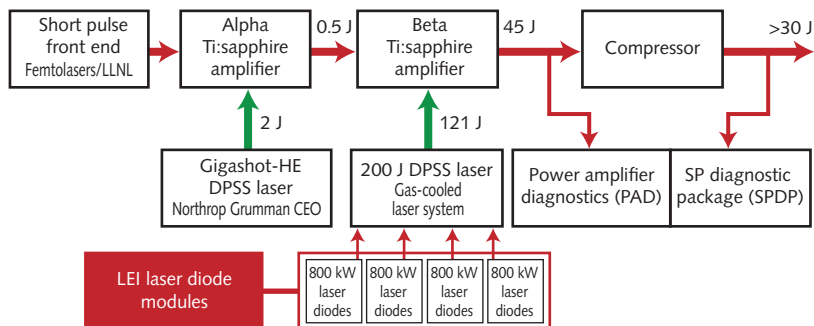 Short pulse
front end
Femtolasers/LLNL
Alpha
Ti:sapphire
amplifier
0.5 J
Beta
Ti:sapphire
amplifier
45 J
Compressor
>30 J
2 J
121 J
Gigashot-HE
DPSS laser
Northrop Grumman CEO
200 J DPSS laser
Gas-cooled
laser system
Power amplifier
diagnostics (PAD)
SP diagnostic
package (SPDP)
LEI laser diode
modules
800 kW
laser
diodes
800 kW
laser
diodes
800 kW
laser
diodes
800 kW
laser
diodes